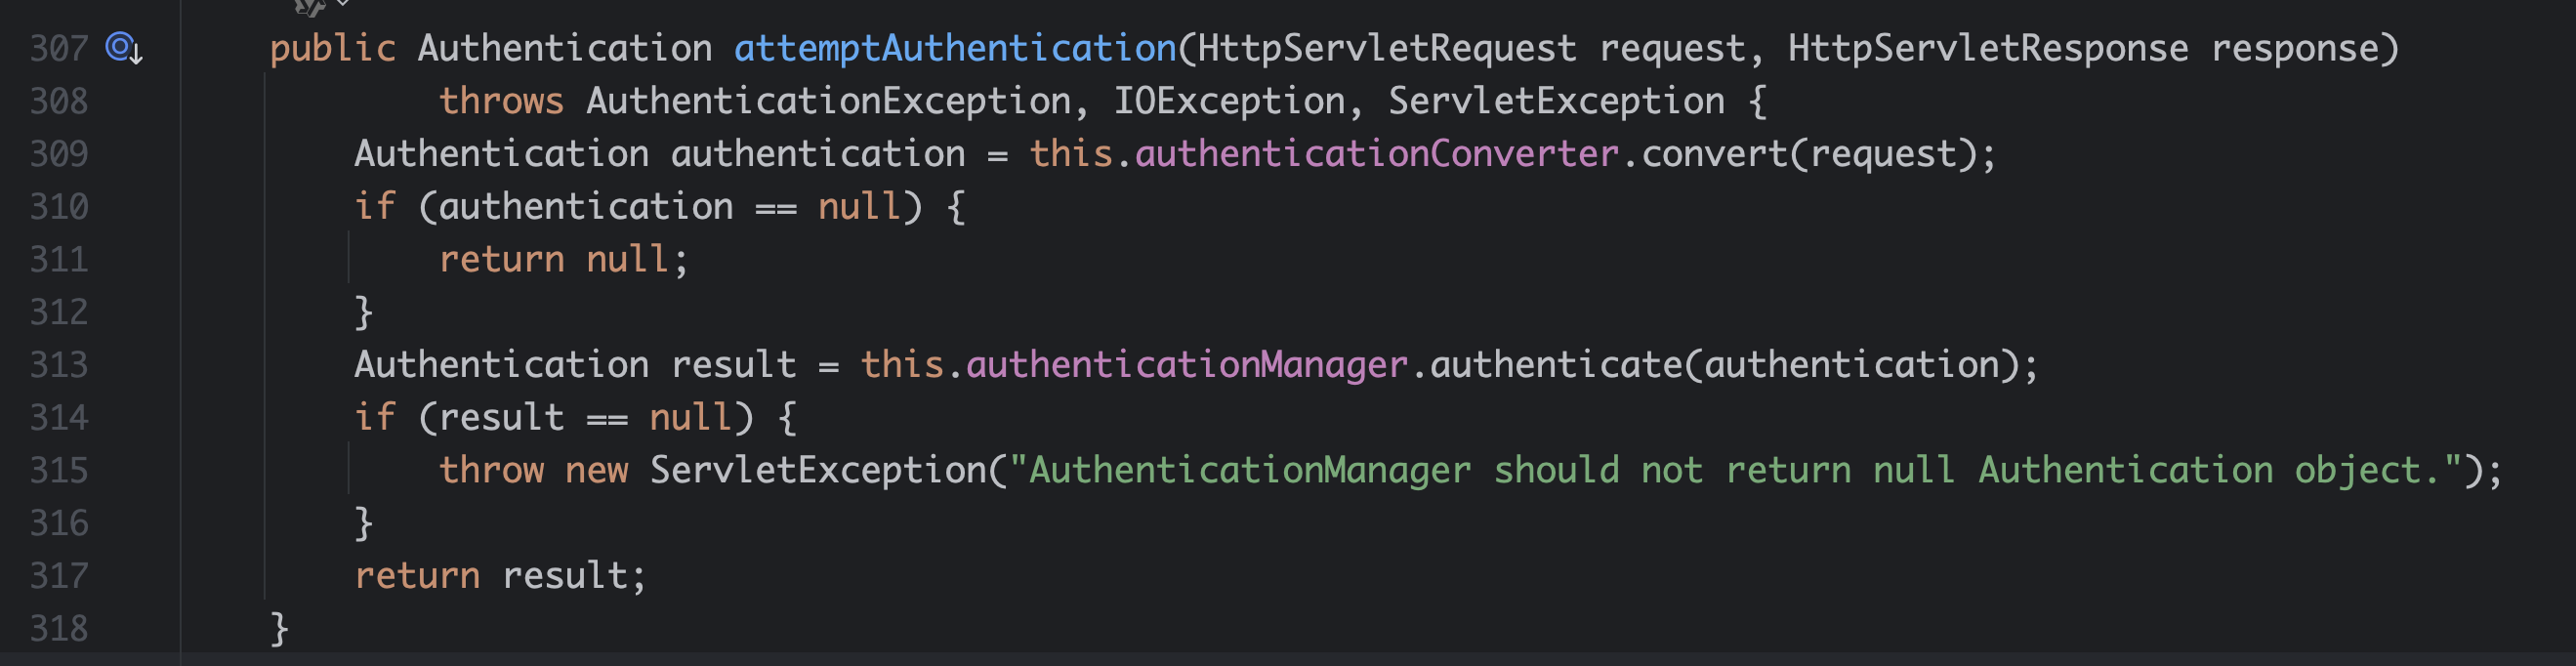 307 public Authentication attemptAuthentication(HttpServletRequest request, HttpServletResponse response)
308 throws AuthenticationException, IOException, ServletException {
309 Authentication authentication = this.authenticationConverter.convert(request);
310 if (authentication == null) {
311 return null;
312 }
313 Authentication result = this.authenticationManager.authenticate(authentication);
314 if (result == null) {
315 throw new ServletException("AuthenticationManager should not return null Authentication object.");
316 }
317 return result;
318 }